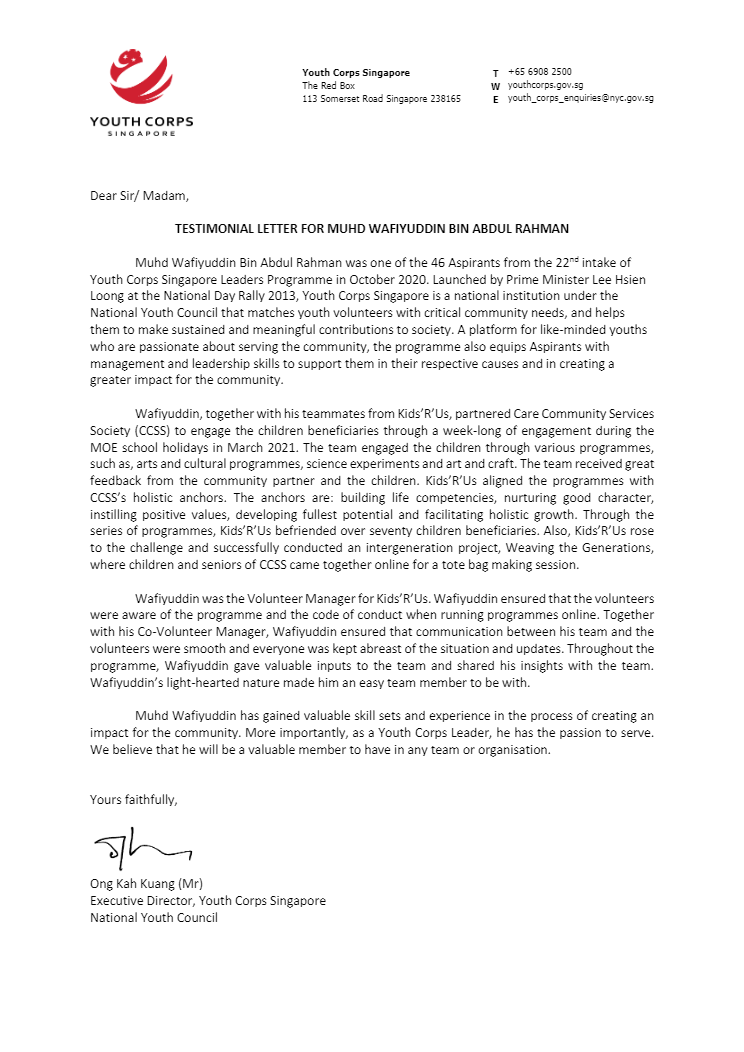 YOUTH CORPS
SINGAPORE
Youth Corps Singapore
The Red Box
113 Somerset Road Singapore 238165
T +65 6908 2500
W youthcorps.gov.sg
E youth_corps_enquiries@nyc.gov.sg
Dear Sir/ Madam,
TESTIMONIAL LETTER FOR MUHD WAFIYUDDIN BIN ABDUL RAHMAN
Muhd Wafiyuddin Bin Abdul Rahman was one of the 46 Aspirants from the 22nd intake of
Youth Corps Singapore Leaders Programme in October 2020. Launched by Prime Minister Lee Hsien
Loong at the National Day Rally 2013, Youth Corps Singapore is a national institution under the
National Youth Council that matches youth volunteers with critical community needs, and helps
them to make sustained and meaningful contributions to society. A platform for like-minded youths
who are passionate about serving the community, the programme also equips Aspirants with
management and leadership skills to support them in their respective causes and in creating a
greater impact for the community.
Wafiyuddin, together with his teammates from Kids’R’Us, partnered Care Community Services
Society (CCSS) to engage the children beneficiaries through a week-long of engagement during the
MOE school holidays in March 2021. The team engaged the children through various programmes,
such as, arts and cultural programmes, science experiments and art and craft. The team received great
feedback from the community partner and the children. Kids’R’Us aligned the programmes with
CCSS’s holistic anchors. The anchors are: building life competencies, nurturing good character,
instilling positive values, developing fullest potential and facilitating holistic growth. Through the
series of programmes, Kids’R’Us befriended over seventy children beneficiaries. Also, Kids’R’Us rose
to the challenge and successfully conducted an intergeneration project, Weaving the Generations,
where children and seniors of CCSS came together online for a tote bag making session.
Wafiyuddin was the Volunteer Manager for Kids’R’Us. Wafiyuddin ensured that the volunteers
were aware of the programme and the code of conduct when running programmes online. Together
with his Co-Volunteer Manager, Wafiyuddin ensured that communication between his team and the
volunteers were smooth and everyone was kept abreast of the situation and updates. Throughout the
programme, Wafiyuddin gave valuable inputs to the team and shared his insights with the team.
Wafiyuddin’s light-hearted nature made him an easy team member to be with.
Muhd Wafiyuddin has gained valuable skill sets and experience in the process of creating an
impact for the community. More importantly, as a Youth Corps Leader, he has the passion to serve.
We believe that he will be a valuable member to have in any team or organisation.
Yours faithfully,
Ong Kah Kuang (Mr)
Executive Director, Youth Corps Singapore
National Youth Council